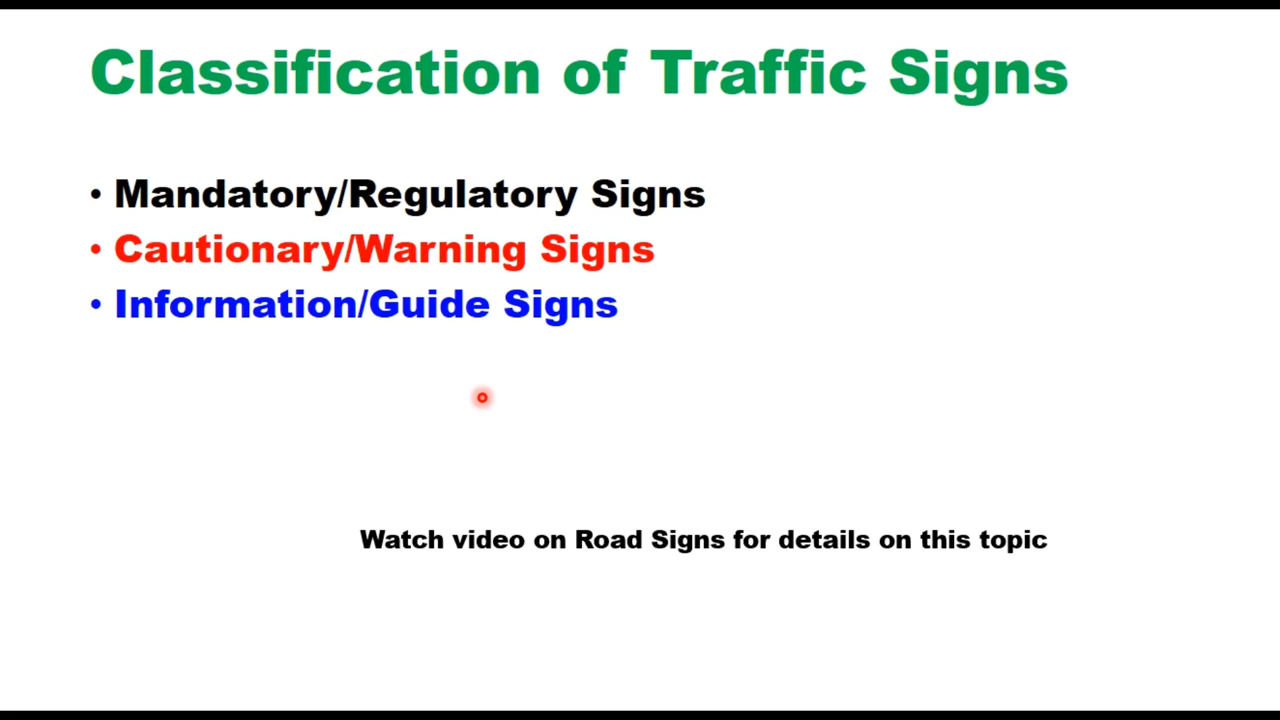 Classification of Traffic Signs
• Mandatory/Regulatory Signs
• Cautionary/Warning Signs
• Information/Guide Signs
Watch video on Road Signs for details on this topic